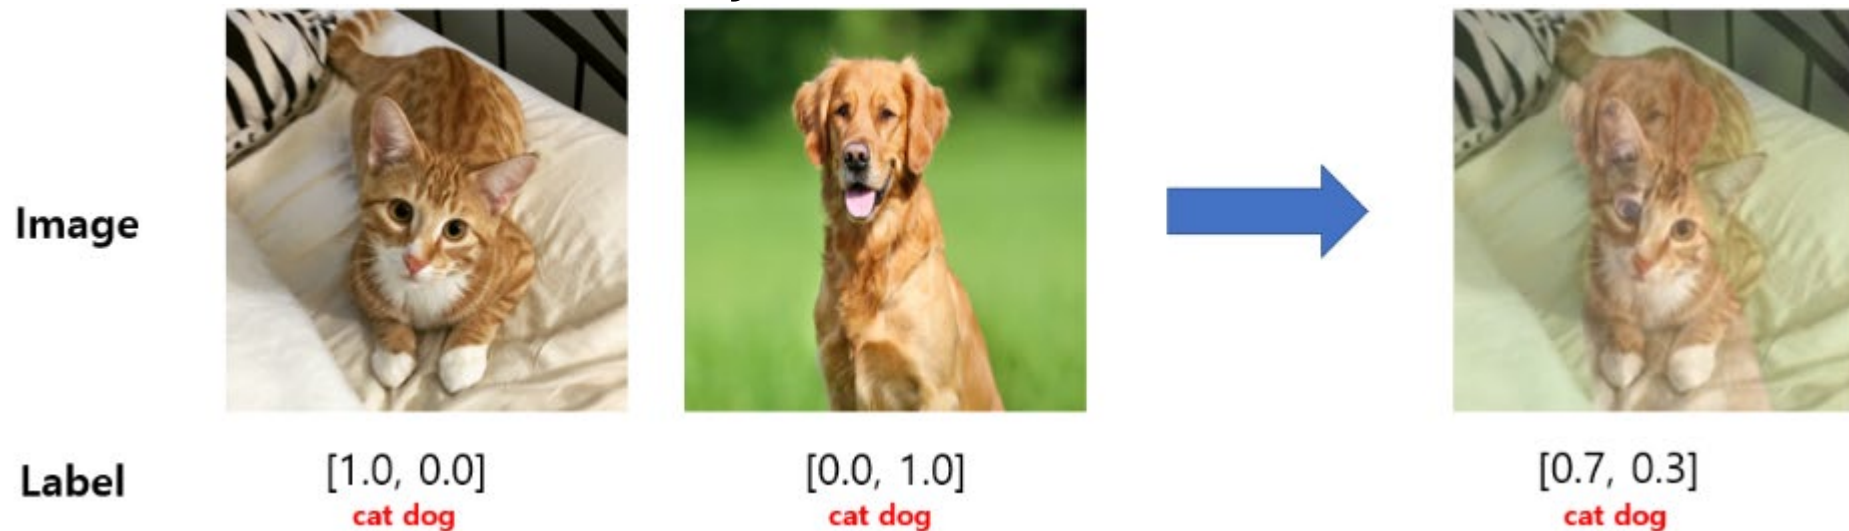 Image
Label
[1.0, 0.0]
cat dog
[0.0, 1.0]
cat dog
[0.7, 0.3]
cat dog